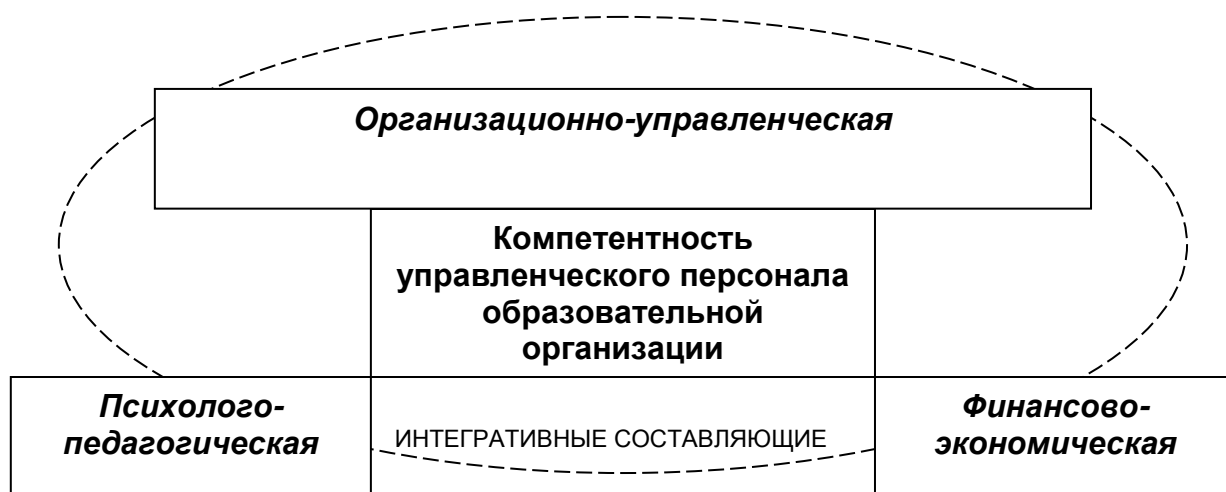 Организационно-управленческая
Компетентность
управленческого персонала
образовательной
организации
Психолого-
педагогическая
ИНТЕГРАТИВНЫЕ СОСТАВЛЯЮЩИЕ
Финансово-
экономическая